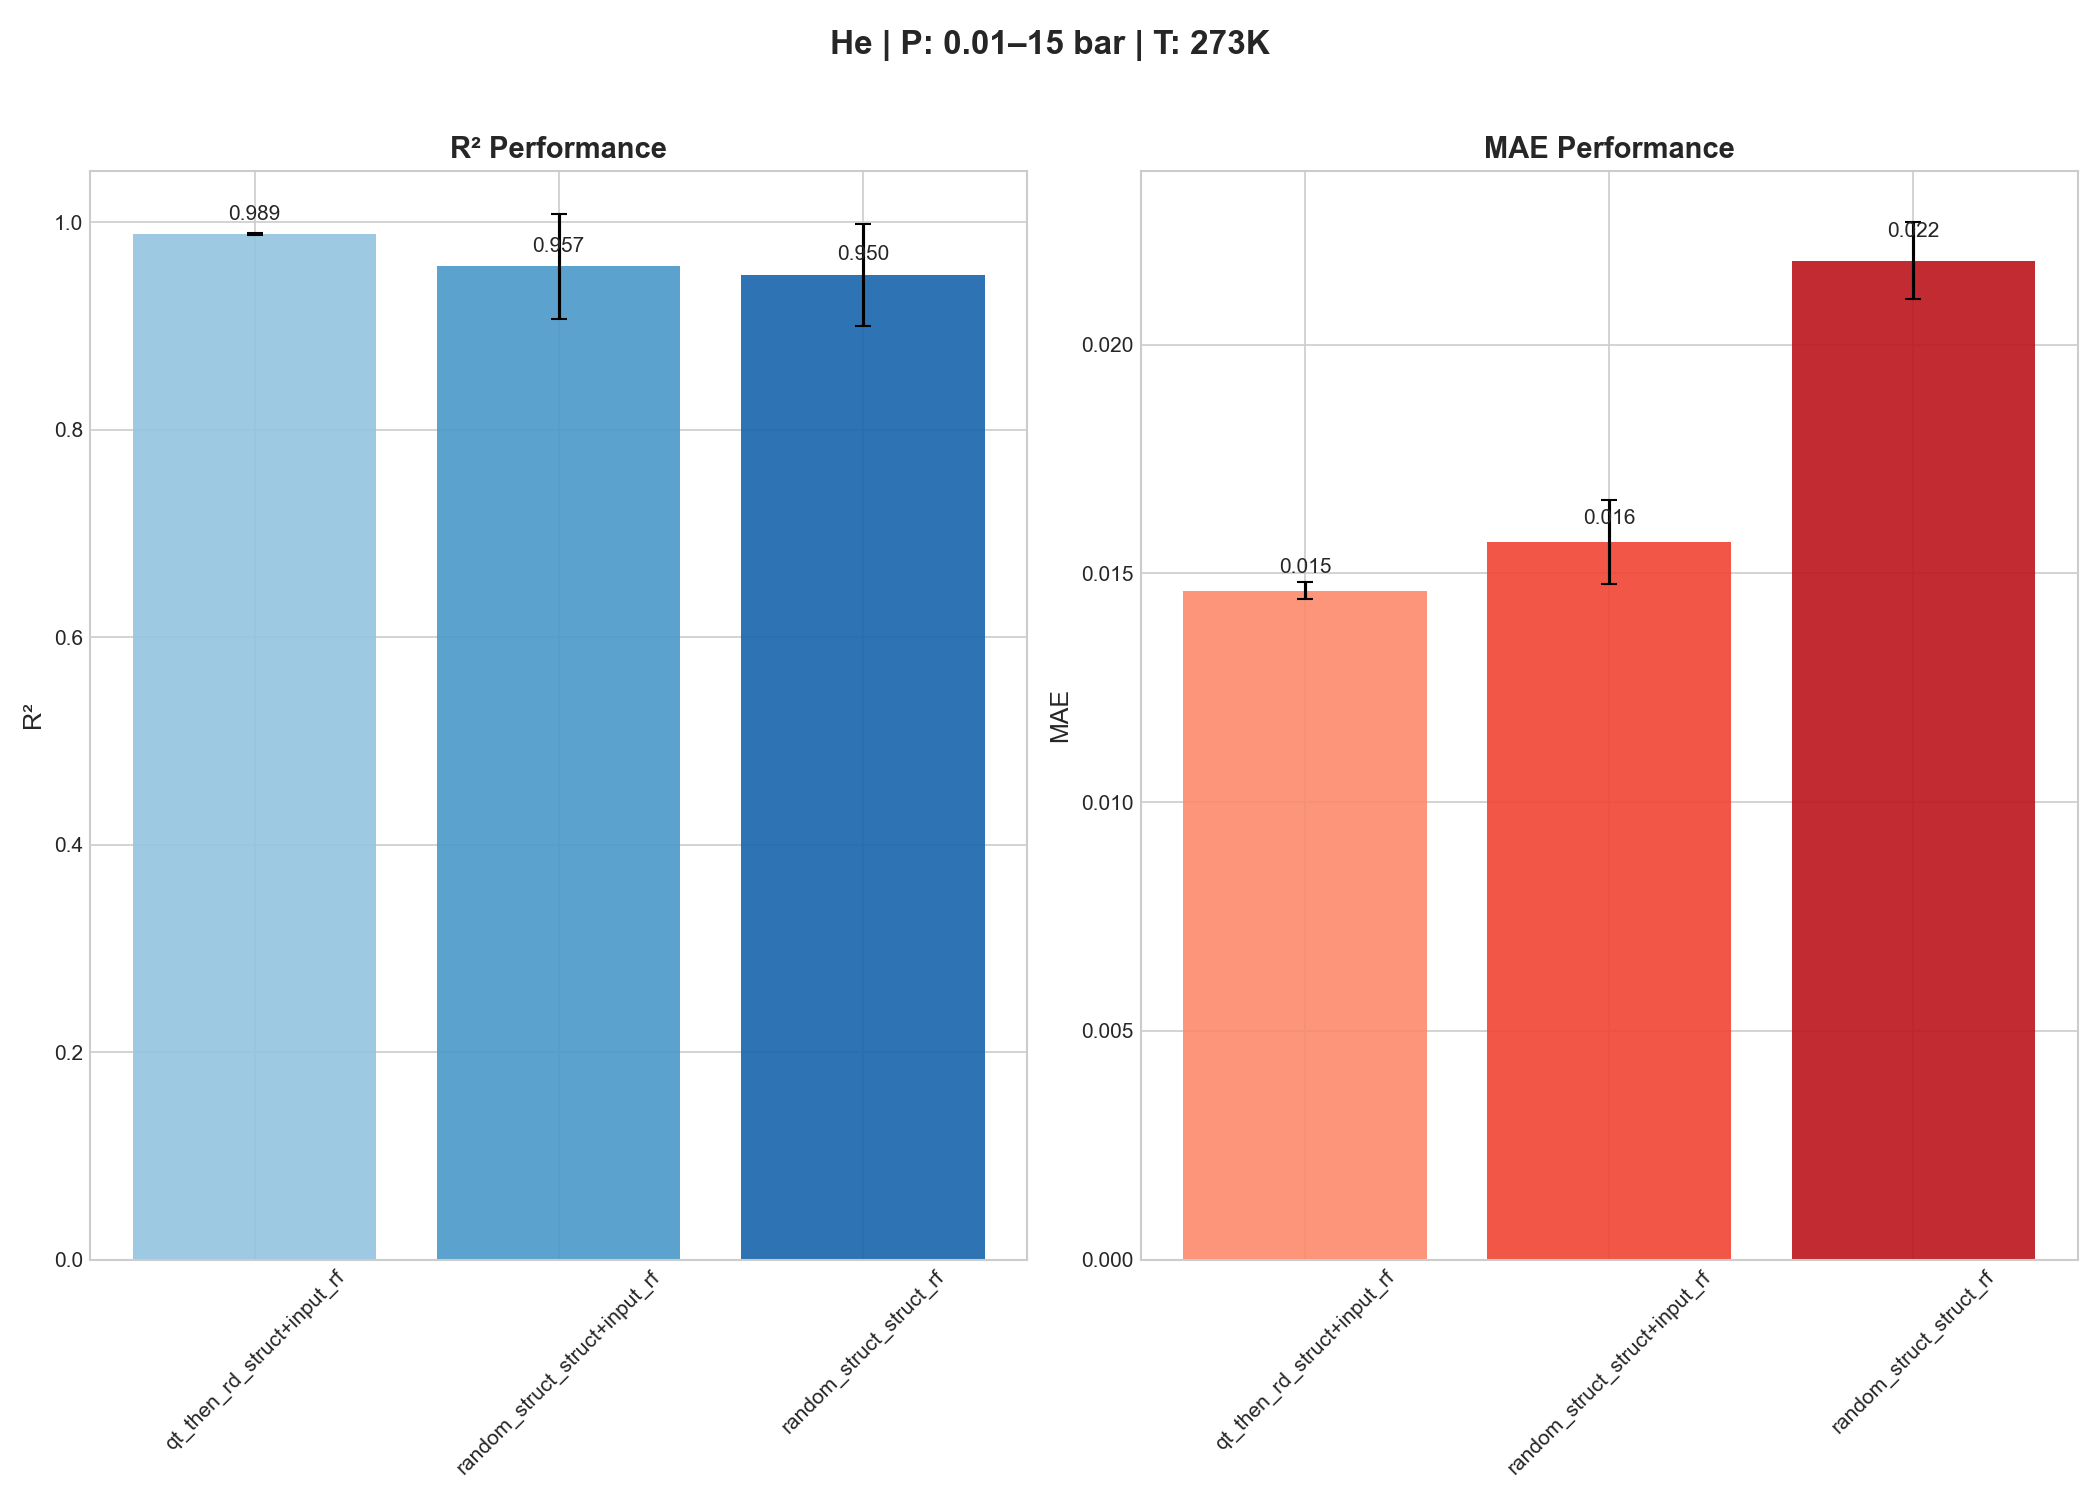 He | P: 0.01–15 bar | T: 273K
R² Performance
1.0
0.8
0.6
0.4
0.2
0.0
R²
0.989
0.957
0.950
qt_then_rd_struct+input_rf
random_struct_struct+input_rf
random_struct_struct_rf
MAE Performance
0.020
0.015
0.010
0.005
0.000
MAE
0.015
0.016
0.022
qt_then_rd_struct+input_rf
random_struct_struct+input_rf
random_struct_struct_rf